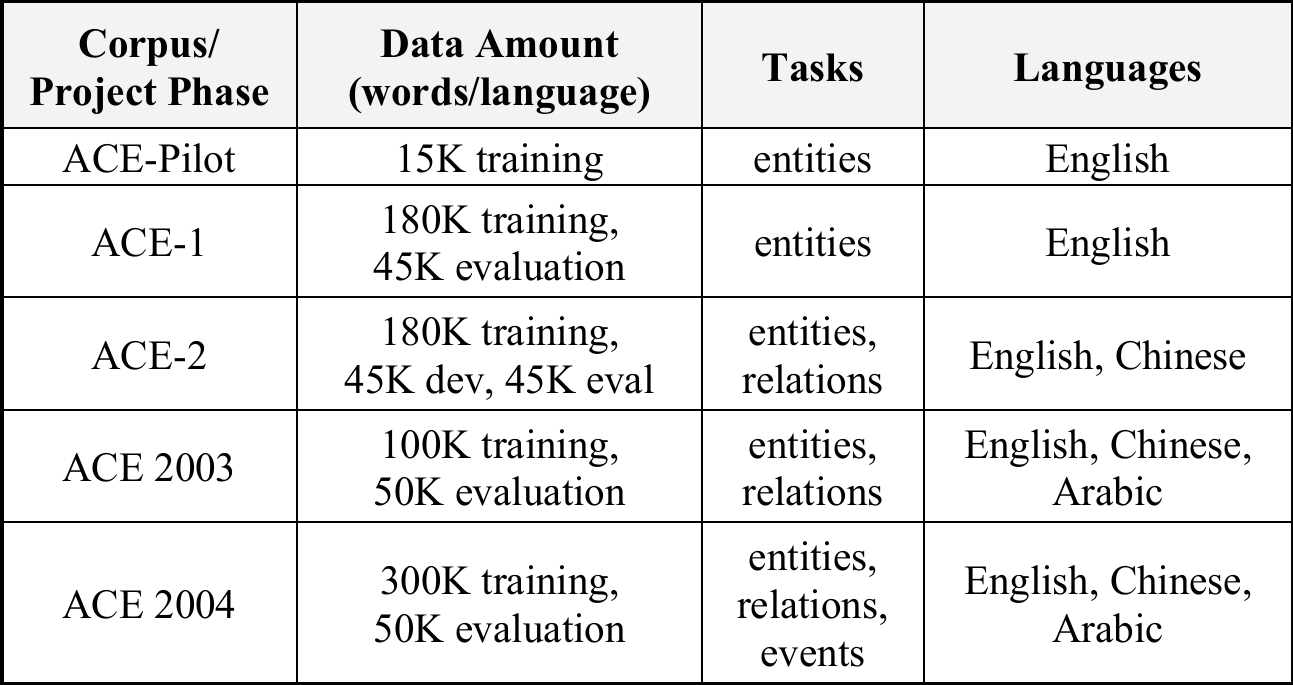 Corpus/
Project Phase
Data Amount
(words/language)
Tasks
Languages
ACE-Pilot
15K training
entities
English
ACE-1
180K training,
45K evaluation
entities
English
ACE-2
180K training,
45K dev, 45K eval
entities,
relations
English, Chinese
ACE 2003
100K training,
50K evaluation
entities,
relations
English, Chinese,
Arabic
ACE 2004
300K training,
50K evaluation
entities,
relations,
events
English, Chinese,
Arabic